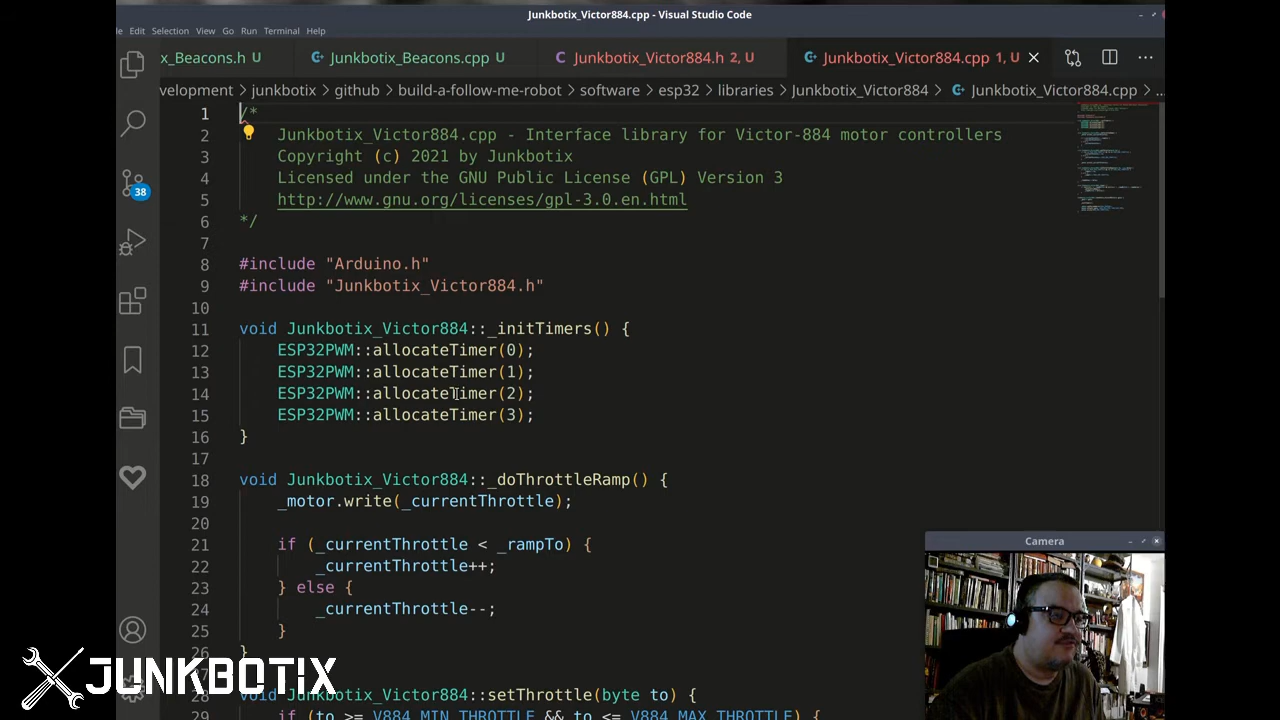 Junkbotix_Victor884.cpp - Visual Studio Code
Edit Selection View Go Run Terminal Help
x_Beacons.h U Junkbotix_Beacons.cpp U Junkbotix_Victor884.h 2, U Junkbotix_Victor884.cpp 1, U
velopment > junkbotix > github > build-a-follow-me-robot > software > esp32 > libraries > Junkbotix_Victor884 > Junkbotix_Victor884.cpp > ...
1 /*
2 Junkbotix_Victor884.cpp - Interface library for Victor-884 motor controllers
3 Copyright (c) 2021 by Junkbotix
4 Licensed under the GNU Public License (GPL) Version 3
5 http://www.gnu.org/licenses/gpl-3.0.en.html
6 */
7
8 #include "Arduino.h"
9 #include "Junkbotix_Victor884.h"
10
11 void Junkbotix_Victor884::_initTimers() {
12 ESP32PWM::allocateTimer(0);
13 ESP32PWM::allocateTimer(1);
14 ESP32PWM::allocateTimer(2);
15 ESP32PWM::allocateTimer(3);
16 }
17
18 void Junkbotix_Victor884::_doThrottleRamp() {
19 _motor.write(_currentThrottle);
20
21 if (_currentThrottle < _rampTo) {
22 _currentThrottle++;
23 } else {
24 _currentThrottle--;
25 }
26 }
27
28 void Junkbotix_Victor884::setThrottle(byte to) {
29 if (to >= V884_MIN_THROTTLE && to <= V884_MAX_THROTTLE) {
38
Camera
JUNKBOTIX